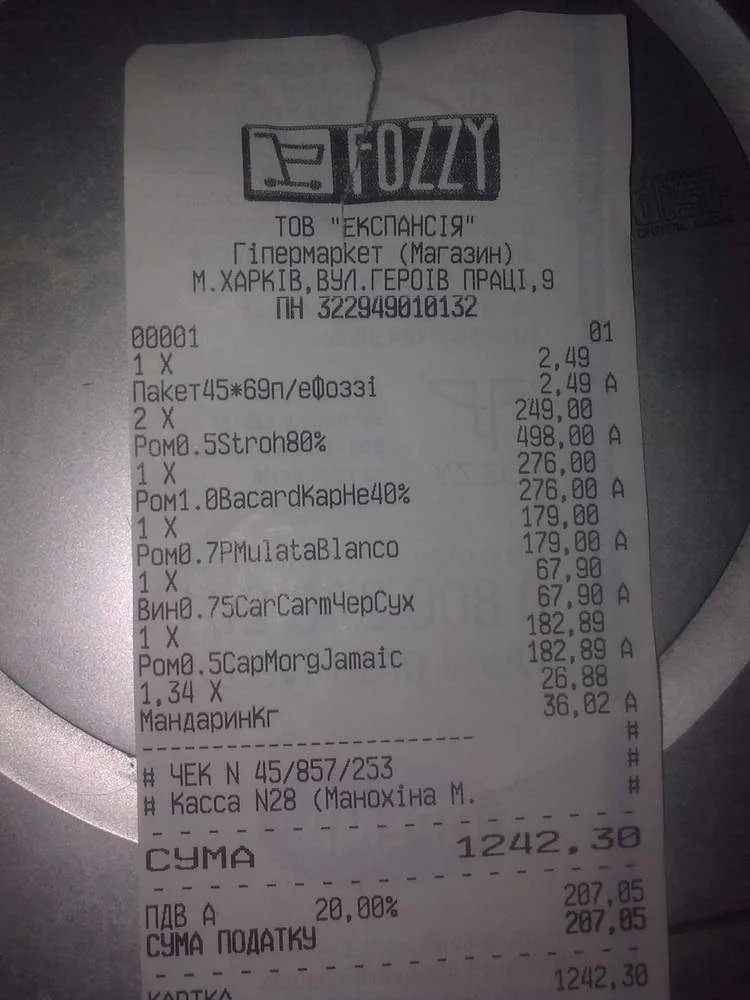 FOZZY
ТОВ "ЕКСПАНСІЯ"
Гіпермаркет (Магазин)
М.ХАРКІВ,ВУЛ.ГЕРОІВ ПРАЦІ,9
ПН 322949010132
00001 01
1 X 2,49
Пакет45*69п/еФоззі 2,49 А
2 X 249,00
Ром0.5Stroh80% 498,00 А
1 X 276,00
Ром1.0BacardКарНе40% 276,00 А
1 X 179,00
Ром0.7PMulataBlanco 179,00 А
1 X 67,90
Вин0.75CarCarmЧерСух 67,90 А
1 X 182,89
Ром0.5CapMorgJamaic 182,89 А
1,34 X 26,88
МандаринКг 36,02 А
#
# ЧЕК N 45/857/253 #
# Касса N28 (Манохіна М. #
СУМА 1242.30
ПДВ А 20,00% 207,05
СУМА ПОДАТКУ 207,05
КАРТКА 1242,30